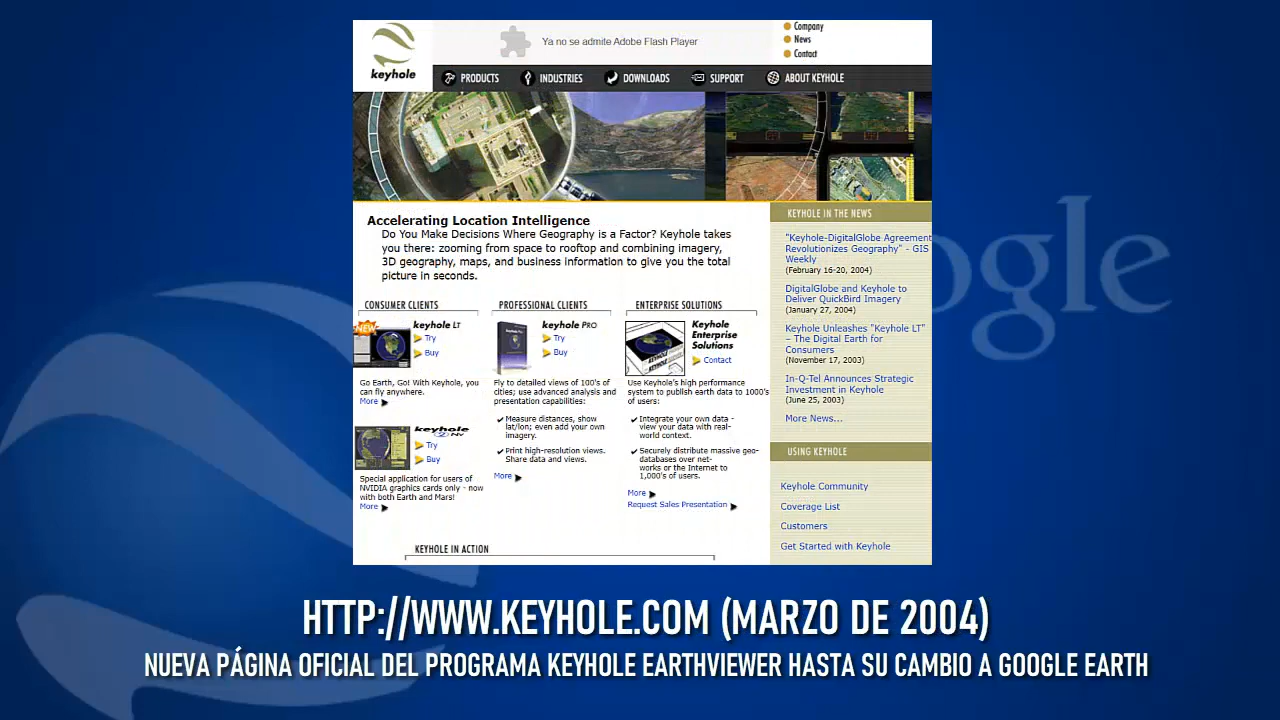 keyhole
Ya no se admite Adobe Flash Player
Company
News
Contact
PRODUCTS
INDUSTRIES
DOWNLOADS
SUPPORT
ABOUT KEYHOLE
Accelerating Location Intelligence
Do You Make Decisions Where Geography is a Factor? Keyhole takes
you there: zooming from space to rooftop and combining imagery,
3D geography, maps, and business information to give you the total
picture in seconds.
CONSUMER CLIENTS
NEW
keyhole LT
Try
Buy
Go Earth, Go! With Keyhole, you
can fly anywhere.
More
keyhole
2 NV
Try
Buy
Special application for users of
NVIDIA graphics cards only - now
with both Earth and Mars!
More
PROFESSIONAL CLIENTS
keyhole PRO
Try
Buy
Fly to detailed views of 100's of
cities; use advanced analysis and
presentation capabilities:
Measure distances, show
lat/lon; even add your own
imagery.
Print high-resolution views.
Share data and views.
More
ENTERPRISE SOLUTIONS
Keyhole
Enterprise
Solutions
Contact
Use Keyhole's high performance
system to publish earth data to 1000's
of users:
Integrate your own data -
view your data with real-
world context.
Securely distribute massive geo-
databases over net-
works or the Internet to
1,000's of users.
More
Request Sales Presentation
KEYHOLE IN ACTION
KEYHOLE IN THE NEWS
"Keyhole-DigitalGlobe Agreement
Revolutionizes Geography" - GIS
Weekly
(February 16-20, 2004)
DigitalGlobe and Keyhole to
Deliver QuickBird Imagery
(January 27, 2004)
Keyhole Unleashes "Keyhole LT"
– The Digital Earth for
Consumers
(November 17, 2003)
In-Q-Tel Announces Strategic
Investment in Keyhole
(June 25, 2003)
More News...
USING KEYHOLE
Keyhole Community
Coverage List
Customers
Get Started with Keyhole
ogle
HTTP://WWW.KEYHOLE.COM (MARZO DE 2004)
NUEVA PÁGINA OFICIAL DEL PROGRAMA KEYHOLE EARTHVIEWER HASTA SU CAMBIO A GOOGLE EARTH